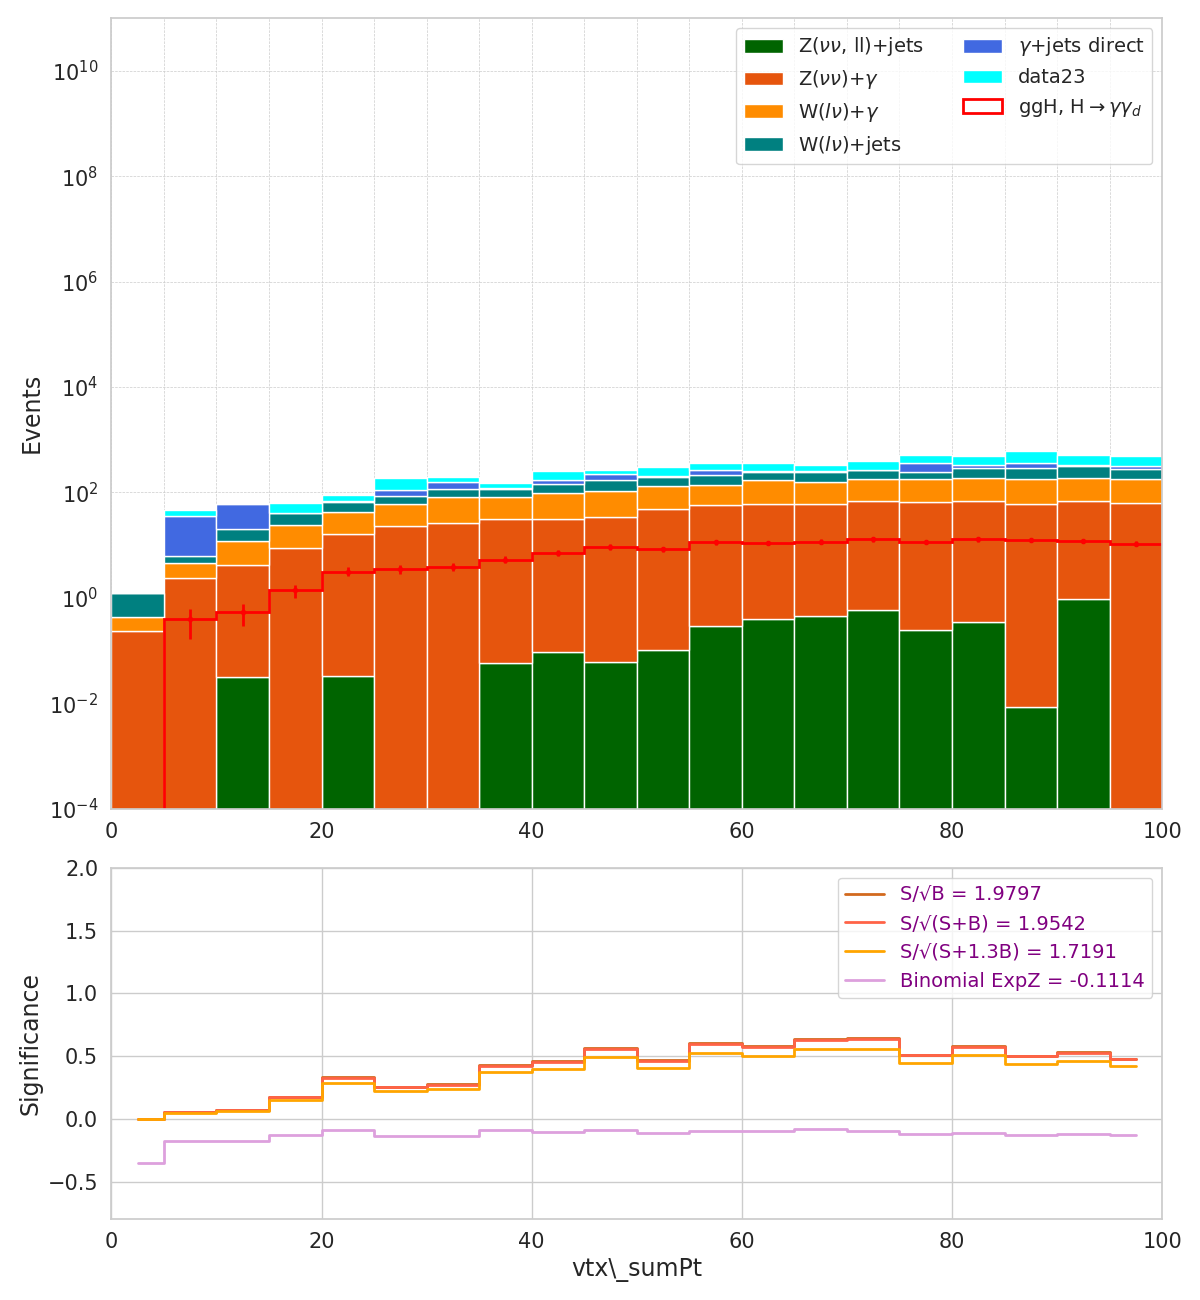 Z(νν, ll)+jets
Z(νν)+γ
W(lν)+γ
W(lν)+jets
γ+jets direct
data23
ggH, H→γγ_d
Events
10^10
10^8
10^6
10^4
10^2
10^0
10^−2
10^−4
0 20 40 60 80 100
S/√B = 1.9797
S/√(S+B) = 1.9542
S/√(S+1.3B) = 1.7191
Binomial ExpZ = -0.1114
Significance
2.0
1.5
1.0
0.5
0.0
−0.5
0 20 40 60 80 100
vtx\_sumPt